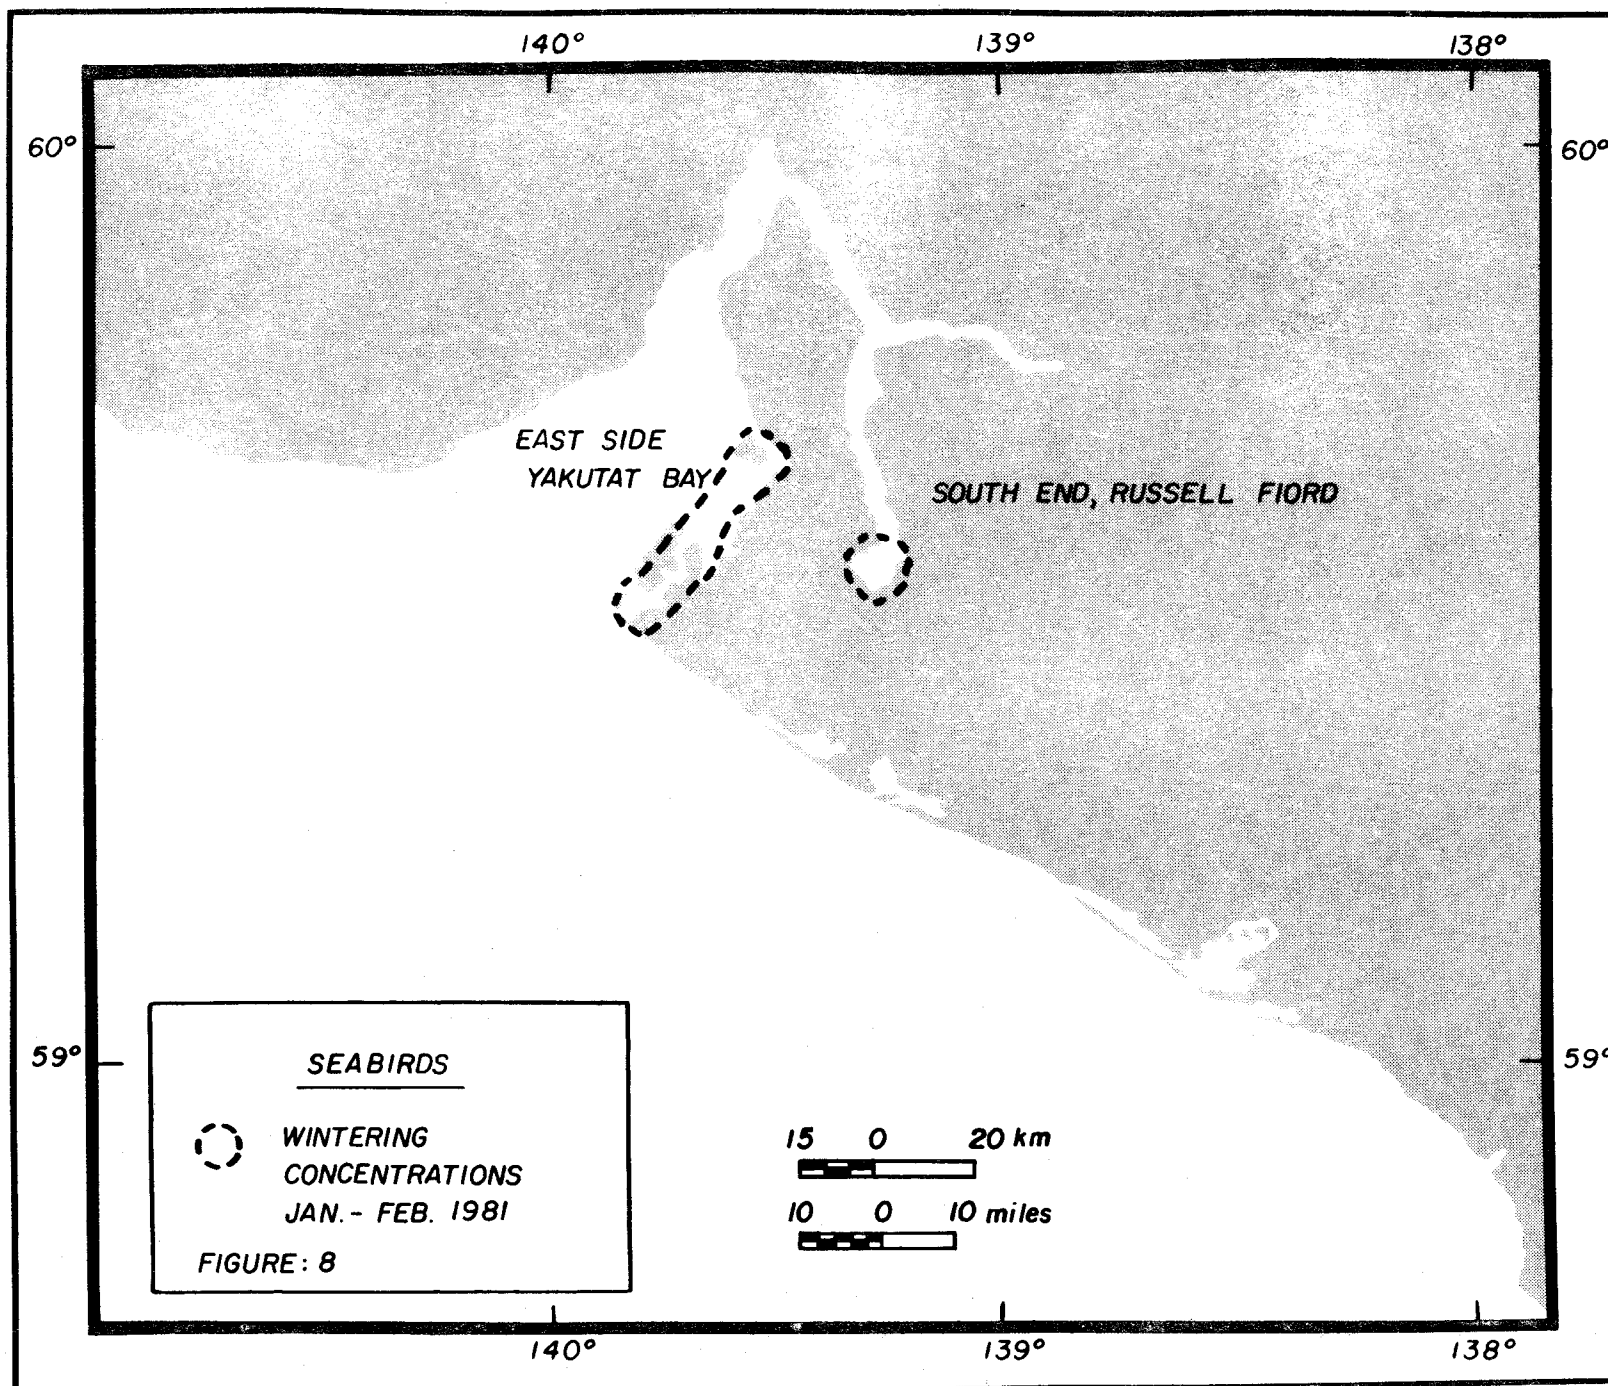 140° 139° 138°
60° 60°
EAST SIDE
YAKUTAT BAY
SOUTH END, RUSSELL FIORD
59° 59°
SEABIRDS
WINTERING
CONCENTRATIONS
JAN. - FEB. 1981
FIGURE: 8
15 0 20 km
10 0 10 miles
140° 139° 138°